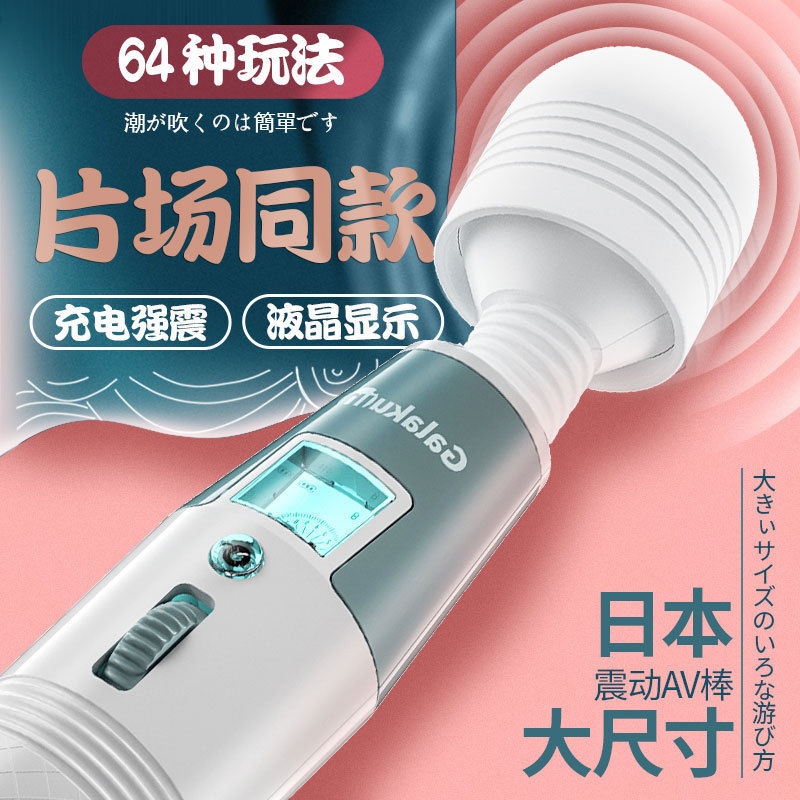 64种玩法
潮が吹くのは簡單です
片场同款
充电强震
液晶显示
Galaku
日本
震动AV棒
大尺寸
大きぃサイズのいろな游び方